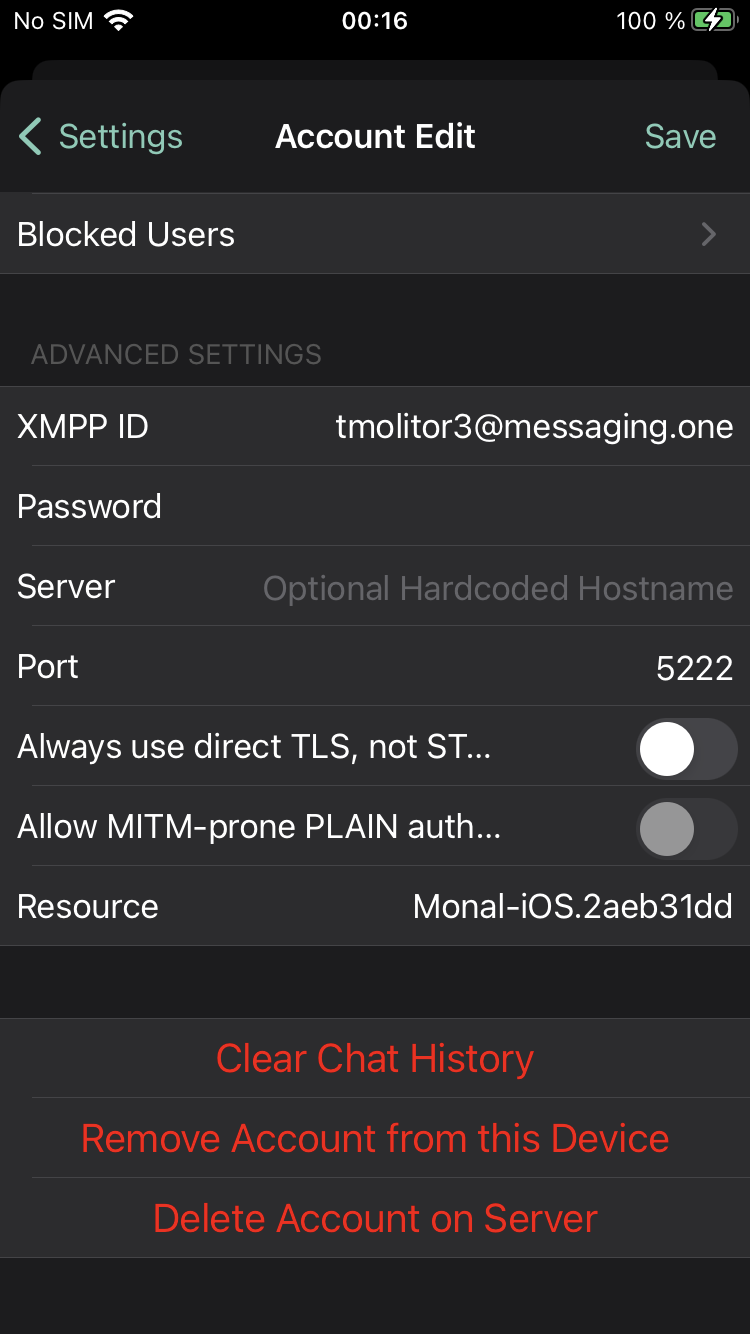 No SIM 00:16 100 %
Settings Account Edit Save
Blocked Users
ADVANCED SETTINGS
XMPP ID tmolitor3@messaging.one
Password
Server Optional Hardcoded Hostname
Port 5222
Always use direct TLS, not ST...
Allow MITM-prone PLAIN auth...
Resource Monal-iOS.2aeb31dd
Clear Chat History
Remove Account from this Device
Delete Account on Server